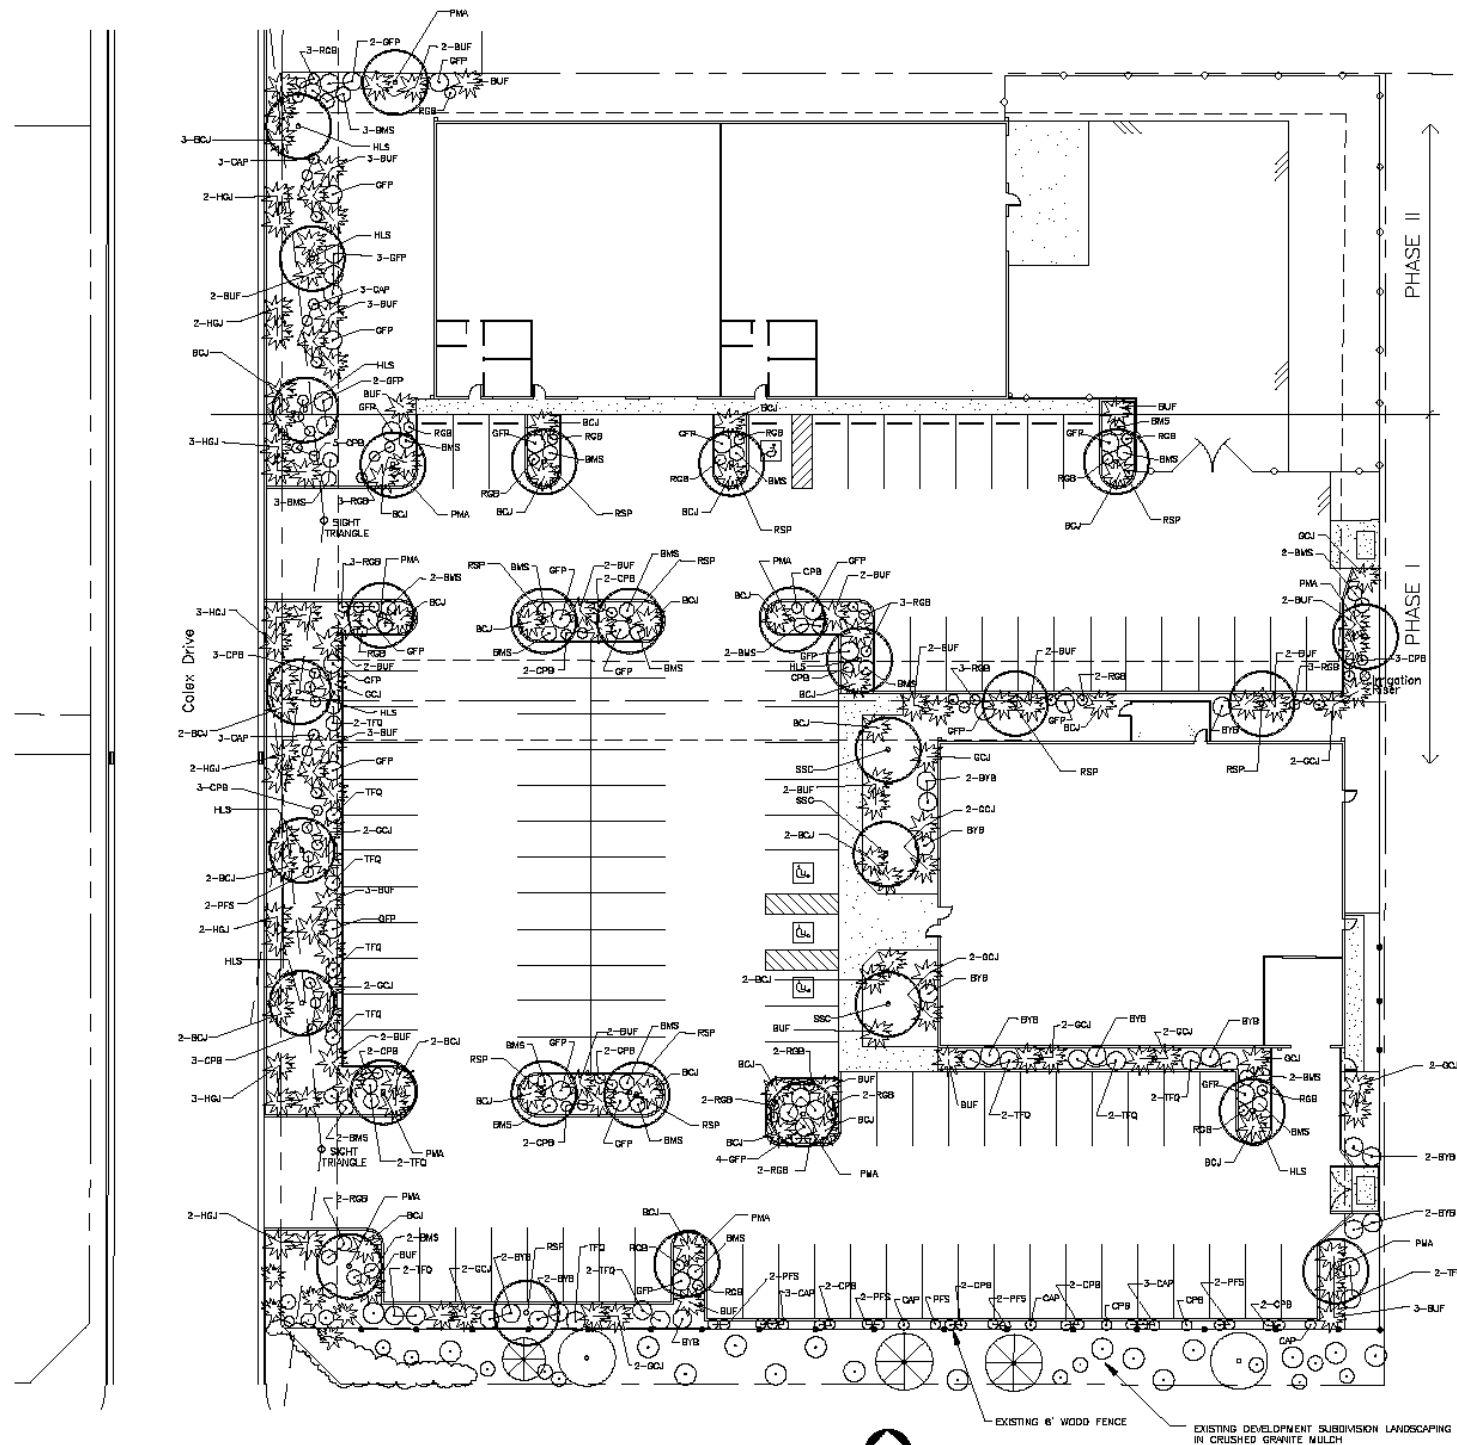 PMA
2-GFP
3-RGB
2-BUF
GFP
BUF
RGB
3-BMS
3-BCJ
HLS
3-CAP
3-BUF
GFP
2-HGJ
HLS
3-GFP
2-BUF
3-CAP
3-BUF
2-HGJ
GFP
BCJ
HLS
2-GFP
BUF
GFP
3-HGJ
3-CPB
RGB
BMS
3-BMS
3-RGB
BCJ
PMA
BCJ
GFP
RGB
BMS
RGB
BCJ
RSP
BCJ
GFP
RGB
RGB
BMS
BCJ
RSP
BUF
BMS
GFP
RGB
BMS
RGB
BCJ
RSP
PHASE II
PHASE I
SIGHT
TRIANGLE
Colex Drive
3-RGB
PMA
2-BMS
BCJ
RGB
GFP
RSP
BMS
GFP
2-BUF
2-CPB
BMS
RSP
BCJ
BCJ
BMS
2-CPB
GFP
BMS
RSP
PMA
CPB
GFP
2-BUF
BCJ
3-RGB
2-BMS
GFP
HLS
CPB
BCJ
BMS
GCJ
2-BMS
PMA
2-BUF
3-CPB
Irrigation
Riser
3-HGJ
3-CPB
2-BUF
GFP
GCJ
HLS
2-TFQ
3-BUF
2-BCJ
3-CAP
2-HGJ
GFP
3-CPB
TFQ
HLS
2-GCJ
TFQ
2-BCJ
2-PFS
3-BUF
2-HGJ
GFP
TFQ
HLS
2-GCJ
TFQ
2-BCJ
3-CPB
2-BUF
2-CPB
2-BCJ
3-HGJ
2-BMS
2-TFQ
PMA
SIGHT
TRIANGLE
2-BUF
3-RGB
2-BUF
2-RGB
2-BUF
3-RGB
GFP
GFP
BCJ
BYB
RSP
RSP
2-GCJ
BCJ
SSC
GCJ
2-BYB
2-BUF
SSC
2-GCJ
BYB
2-BCJ
2-GCJ
2-BCJ
BYB
SSC
BUF
RSP
BMS
GFP
2-BUF
2-CPB
BMS
RSP
BCJ
BCJ
BMS
2-CPB
GFP
BMS
RSP
2-RGB
BCJ
BUF
2-RGB
2-RGB
BCJ
BCJ
4-GFP
2-RGB
PMA
BYB
2-GCJ
BYB
2-GCJ
BYB
GCJ
BUF
2-TFQ
2-TFQ
2-TFQ
GFR
2-BMS
RGB
RGB
BMS
BCJ
HLS
2-GCJ
2-BYB
2-BYB
PMA
3-BUF
2-HGJ
2-RGB
PMA
BCJ
2-BMS
BUF
2-TFQ
2-GCJ
2-BYB
RSP
2-BYB
TFQ
2-TFQ
2-GCJ
BCJ
PMA
BMS
RGB
GFP
RGB
BUF
BYB
2-PFS
3-CAP
2-CPB
2-PFS
CAP
PFS
2-CPB
2-PFS
CAP
2-CPB
CPB
3-CAP
CPB
2-PFS
2-CPB
CAP
EXISTING 6' WOOD FENCE
EXISTING DEVELOPMENT SUBDIVISION LANDSCAPING
IN CRUSHED GRANITE MULCH